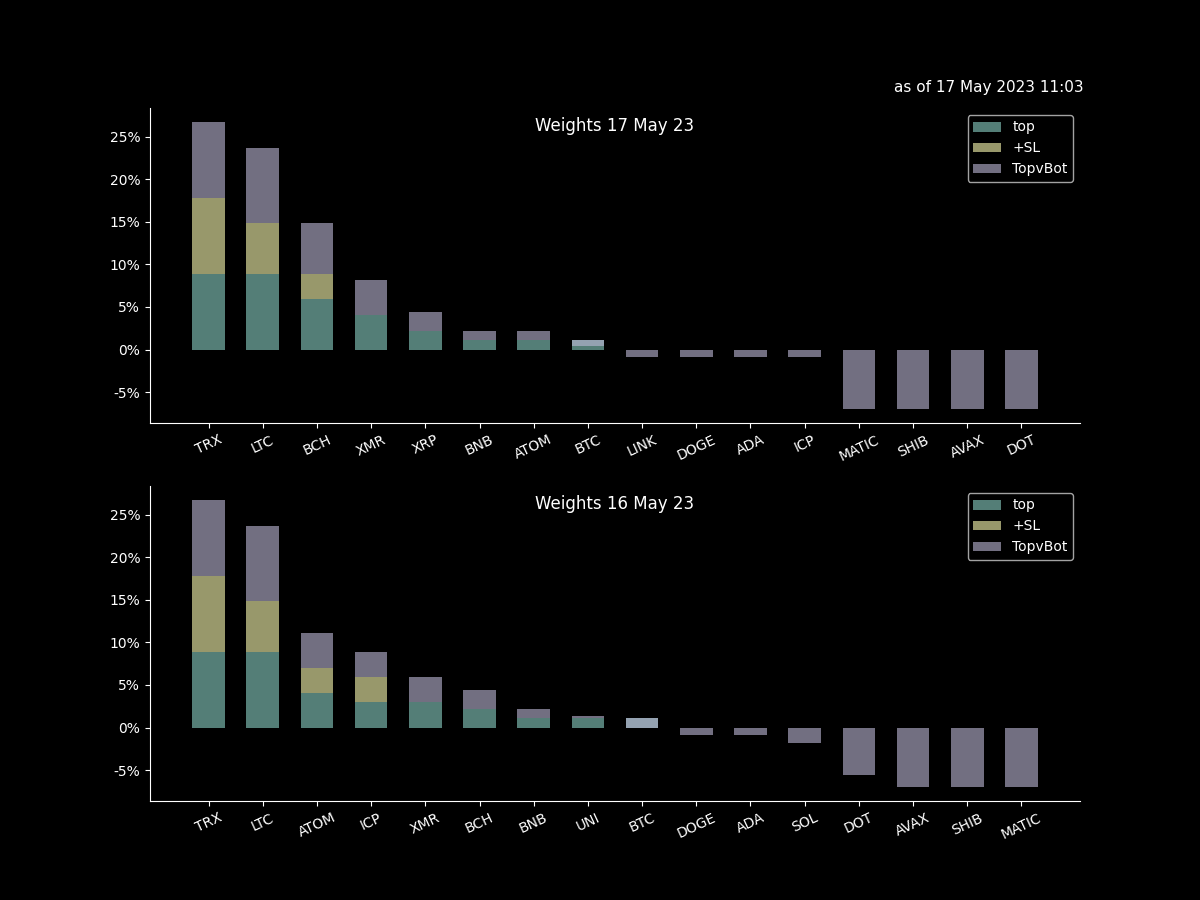 as of 17 May 2023 11:03
Weights 17 May 23
top
+SL
TopvBot
25%
20%
15%
10%
5%
0%
-5%
TRX LTC BCH XMR XRP BNB ATOM BTC LINK DOGE ADA ICP MATIC SHIB AVAX DOT
Weights 16 May 23
top
+SL
TopvBot
25%
20%
15%
10%
5%
0%
-5%
TRX LTC ATOM ICP XMR BCH BNB UNI BTC DOGE ADA SOL DOT AVAX SHIB MATIC